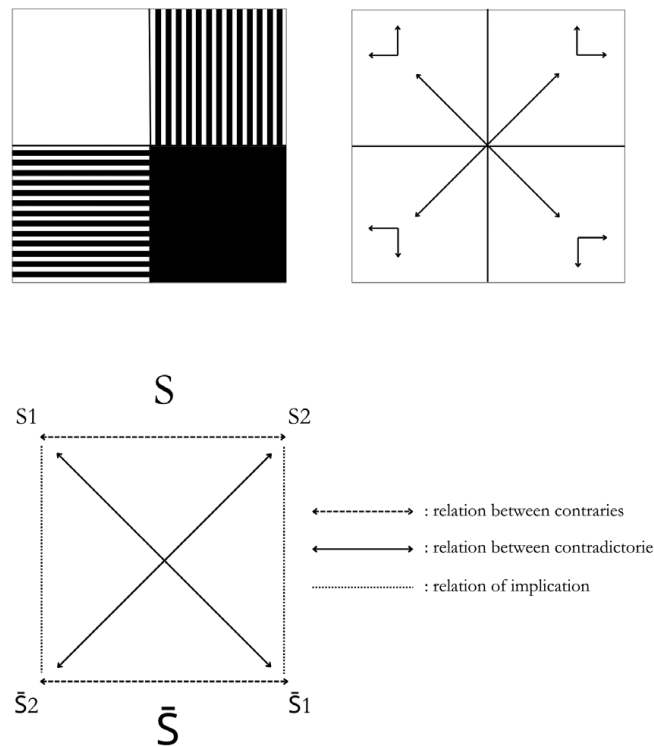 S
S1
S2
: relation between contraries
: relation between contradictorie
: relation of implication
S̄2
S̄1
S̄